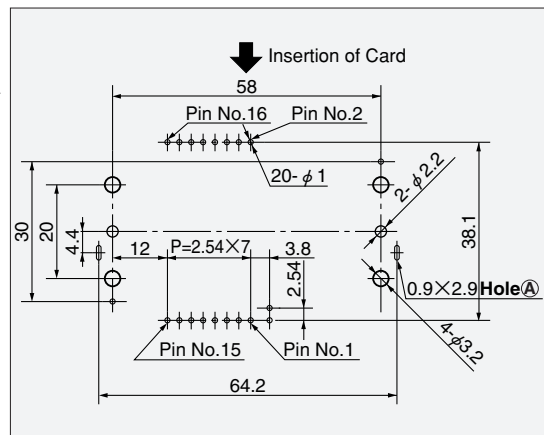 Insertion of Card
58
Pin No.16
Pin No.2
20-φ1
2-φ2.2
30
20
4.4
12
P=2.54×7
3.8
2.54
38.1
0.9×2.9HoleⒶ
4-φ3.2
Pin No.15
Pin No.1
64.2